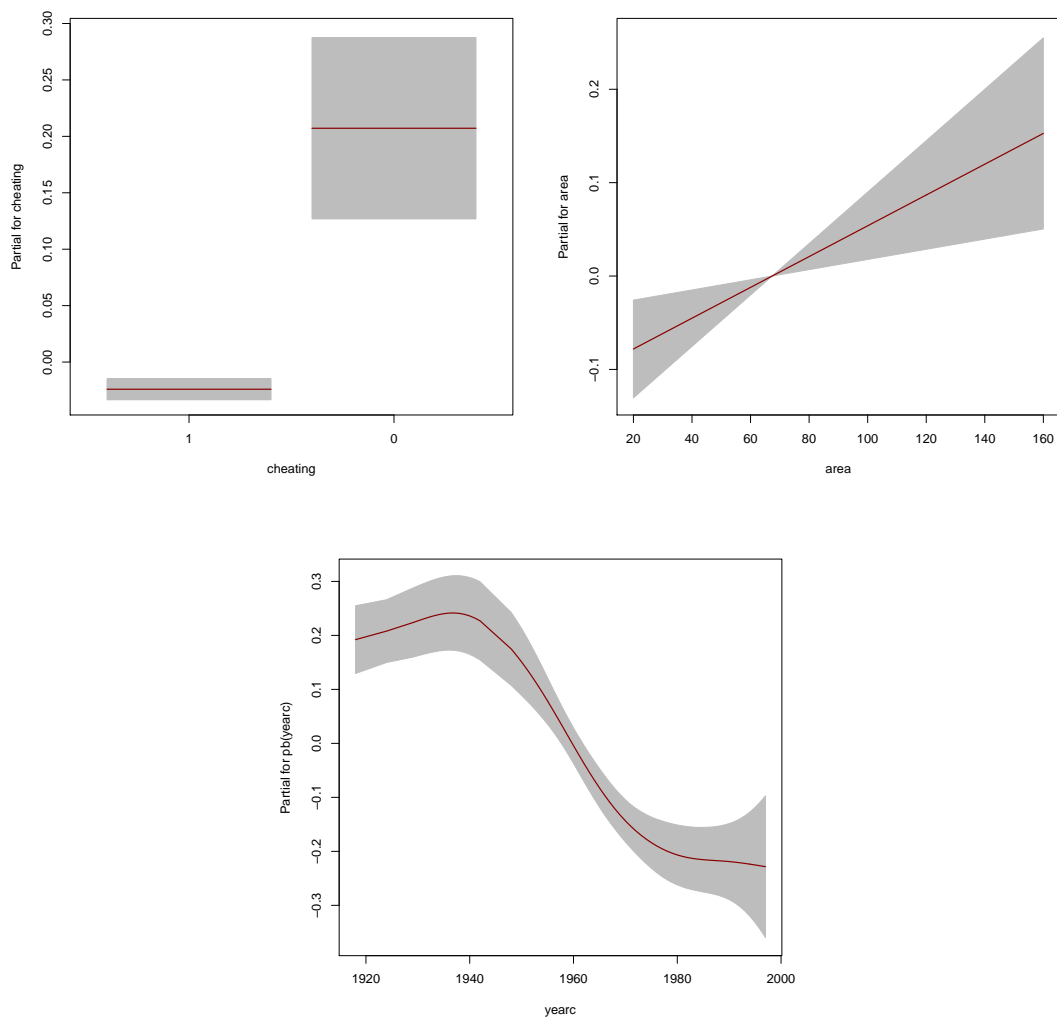 Partial for cheating
0.00 0.05 0.10 0.15 0.20 0.25 0.30
1 0
cheating
Partial for area
−0.1 0.0 0.1 0.2
20 40 60 80 100 120 140 160
area
Partial for pb(yearc)
−0.3 −0.2 −0.1 0.0 0.1 0.2 0.3
1920 1940 1960 1980 2000
yearc